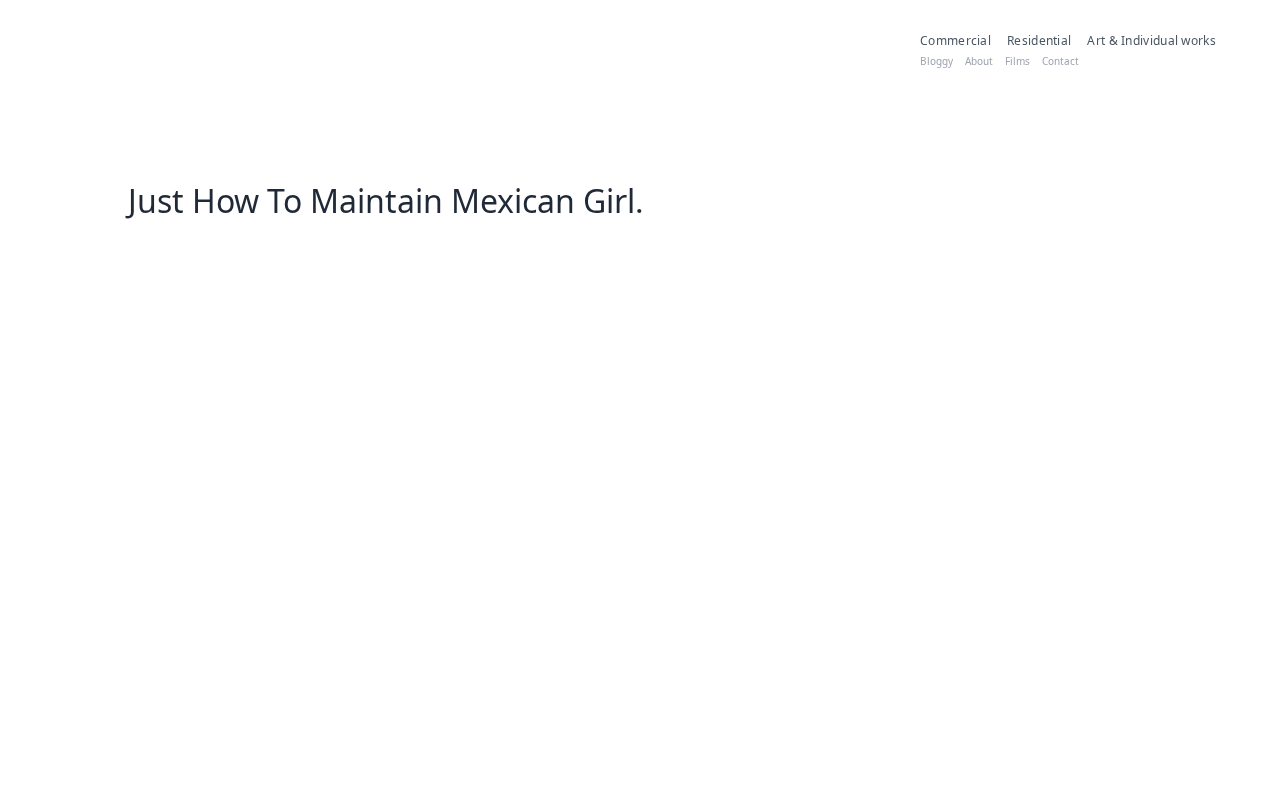 Commercial Residential Art & Individual works
Bloggy About Films Contact
Just How To Maintain Mexican Girl.